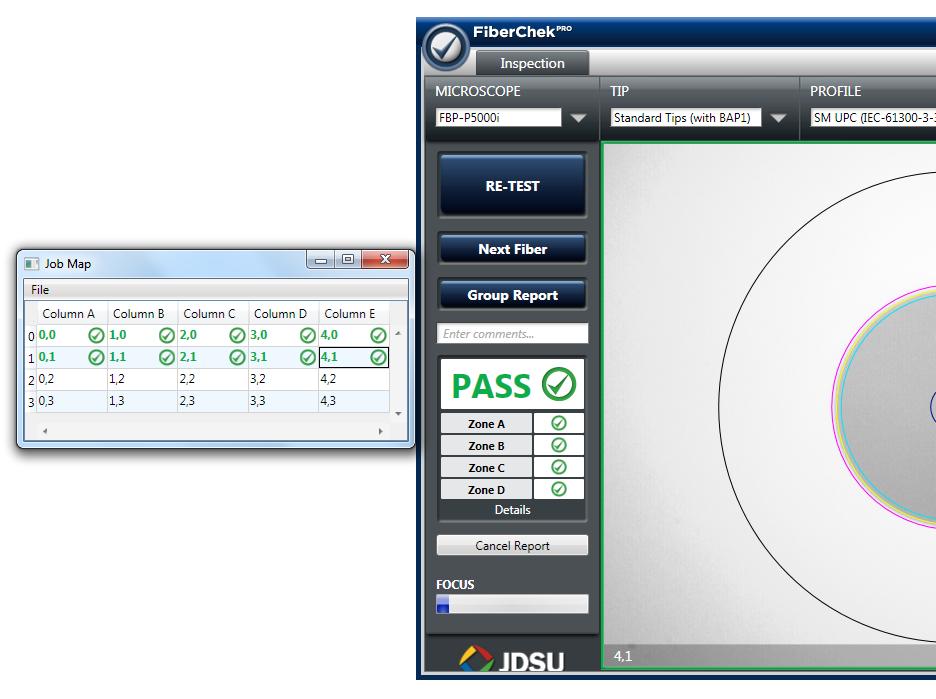 FiberChek PRO
Inspection
MICROSCOPE TIP PROFILE
FBP-P5000i Standard Tips (with BAP1) SM UPC (IEC-61300-3-3
RE-TEST
Next Fiber
Group Report
Enter comments...
PASS
Zone A
Zone B
Zone C
Zone D
Details
Cancel Report
FOCUS
JDSU
4,1
Job Map
File
Column A Column B Column C Column D Column E
0 0,0 1,0 2,0 3,0 4,0
1 0,1 1,1 2,1 3,1 4,1
2 0,2 1,2 2,2 3,2 4,2
3 0,3 1,3 2,3 3,3 4,3